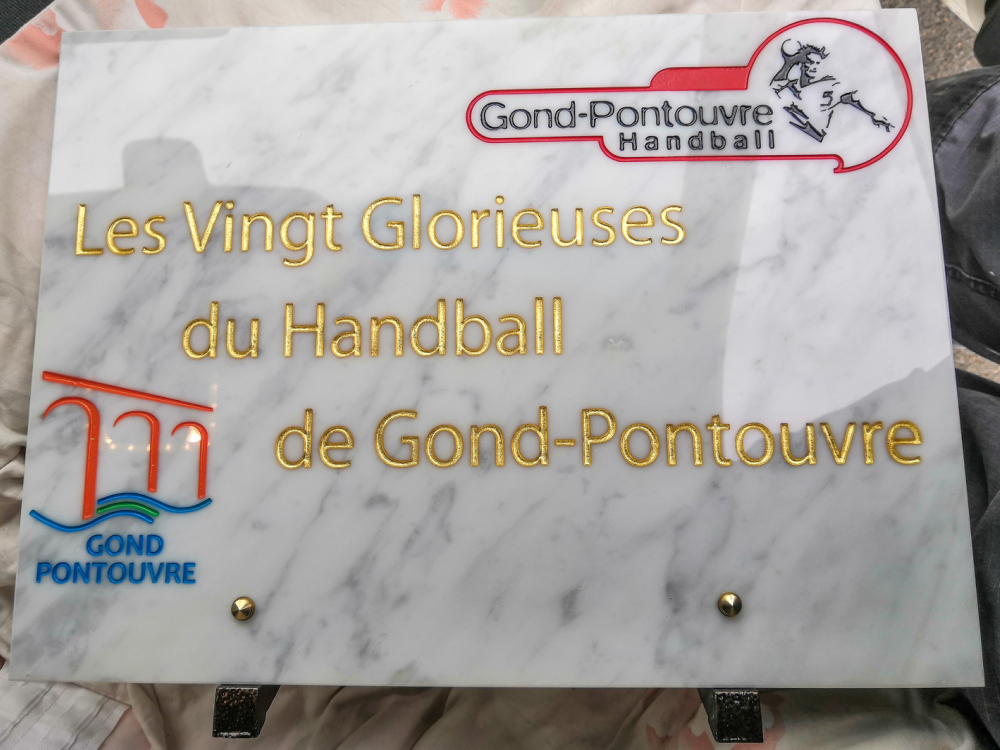 Gond-Pontouvre
Handball
Les Vingt Glorieuses
du Handball
de Gond-Pontouvre
GOND
PONTOUVRE